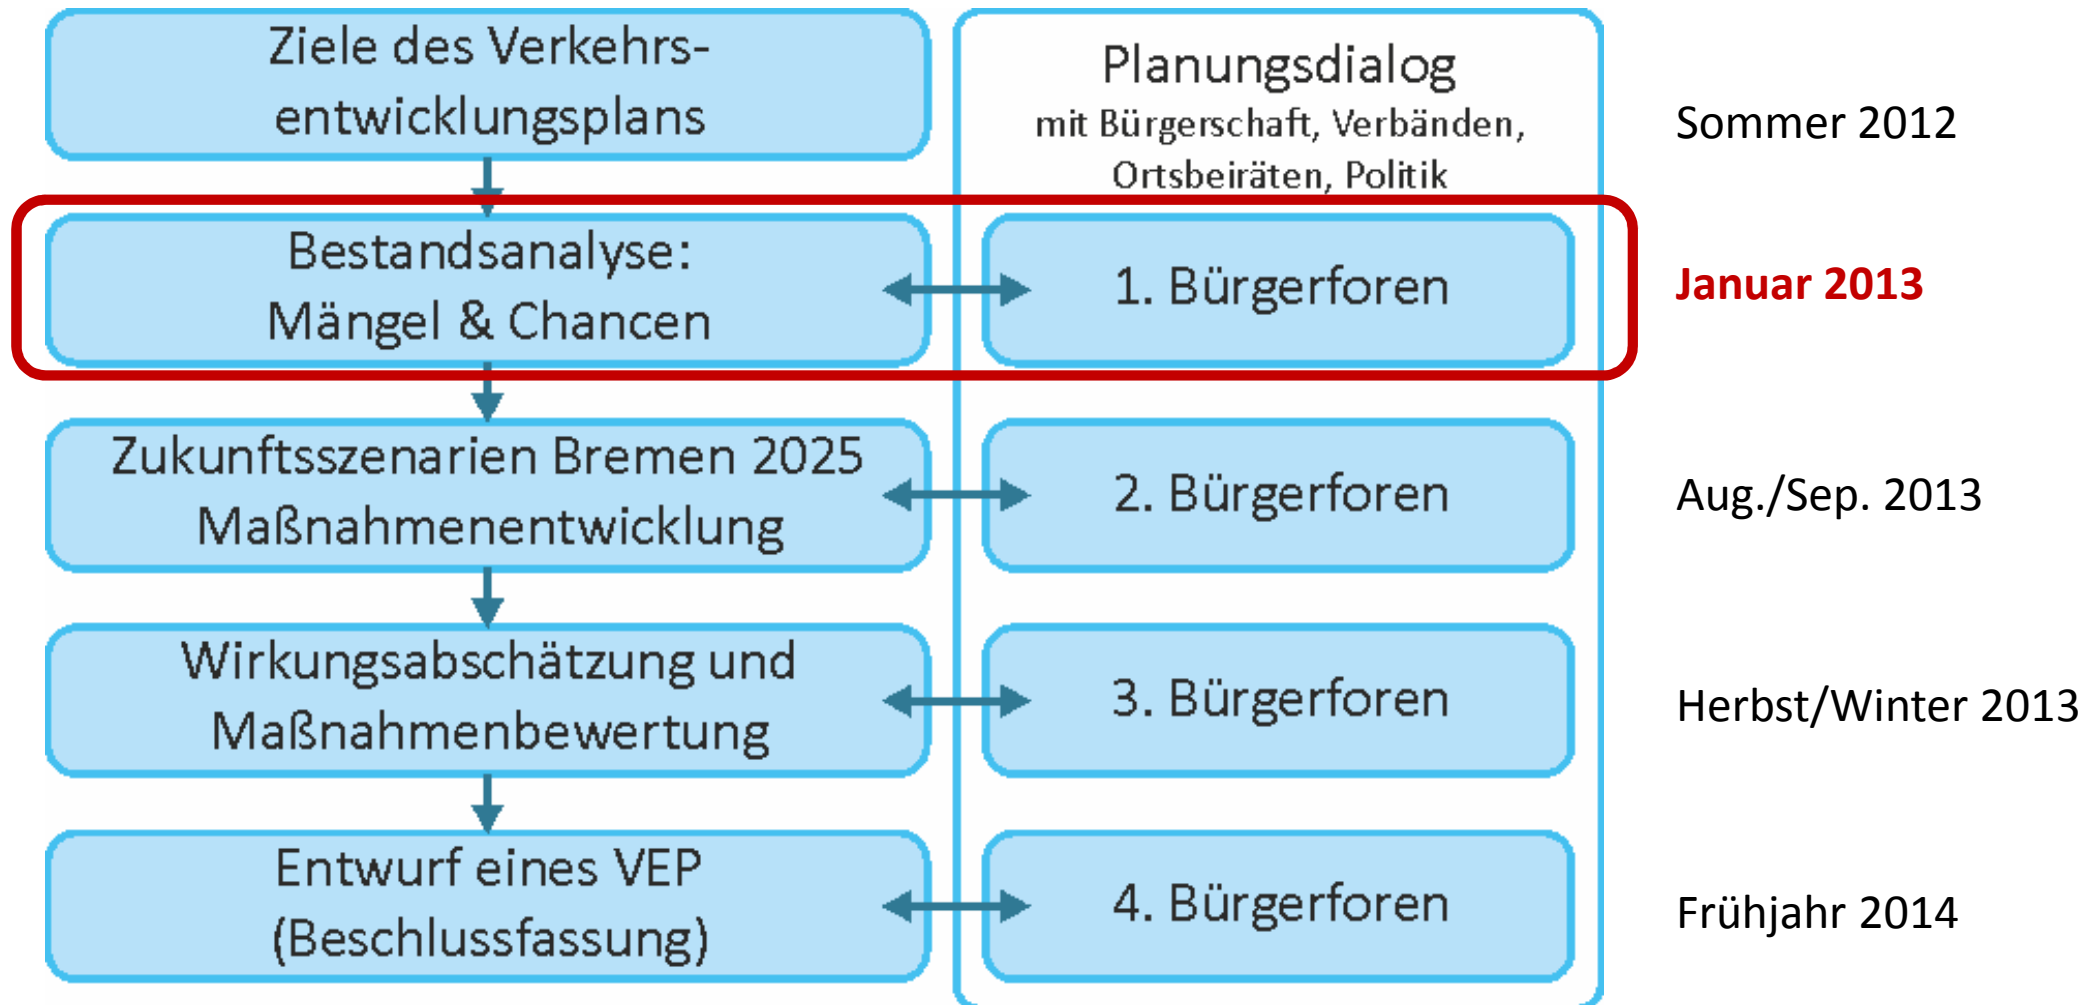 Ziele des Verkehrs-
entwicklungsplans
Planungsdialog
mit Bürgerschaft, Verbänden,
Ortsbeiräten, Politik
Sommer 2012
Bestandsanalyse:
Mängel & Chancen
1. Bürgerforen
Januar 2013
Zukunftsszenarien Bremen 2025
Maßnahmenentwicklung
2. Bürgerforen
Aug./Sep. 2013
Wirkungsabschätzung und
Maßnahmenbewertung
3. Bürgerforen
Herbst/Winter 2013
Entwurf eines VEP
(Beschlussfassung)
4. Bürgerforen
Frühjahr 2014